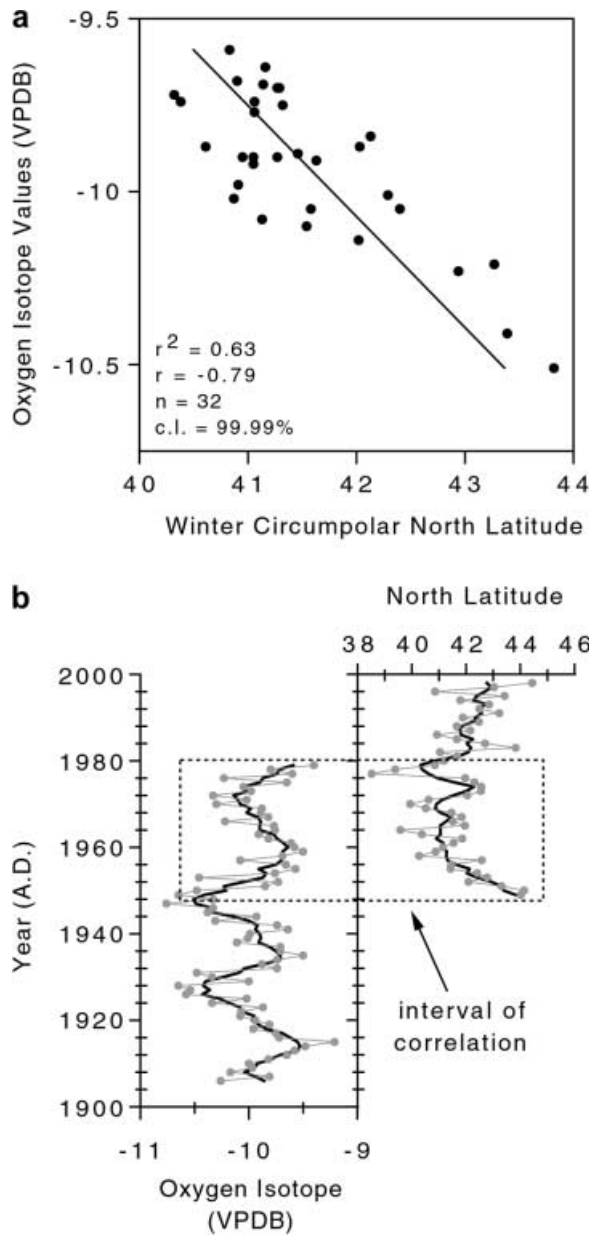 a
-9.5
-10
-10.5
Oxygen Isotope Values (VPDB)
r2 = 0.63
r = -0.79
n = 32
c.l. = 99.99%
40 41 42 43 44
Winter Circumpolar North Latitude
b
North Latitude
38 40 42 44 46
2000
1980
1960
1940
1920
1900
Year (A.D.)
interval of
correlation
-11 -10 -9
Oxygen Isotope
(VPDB)